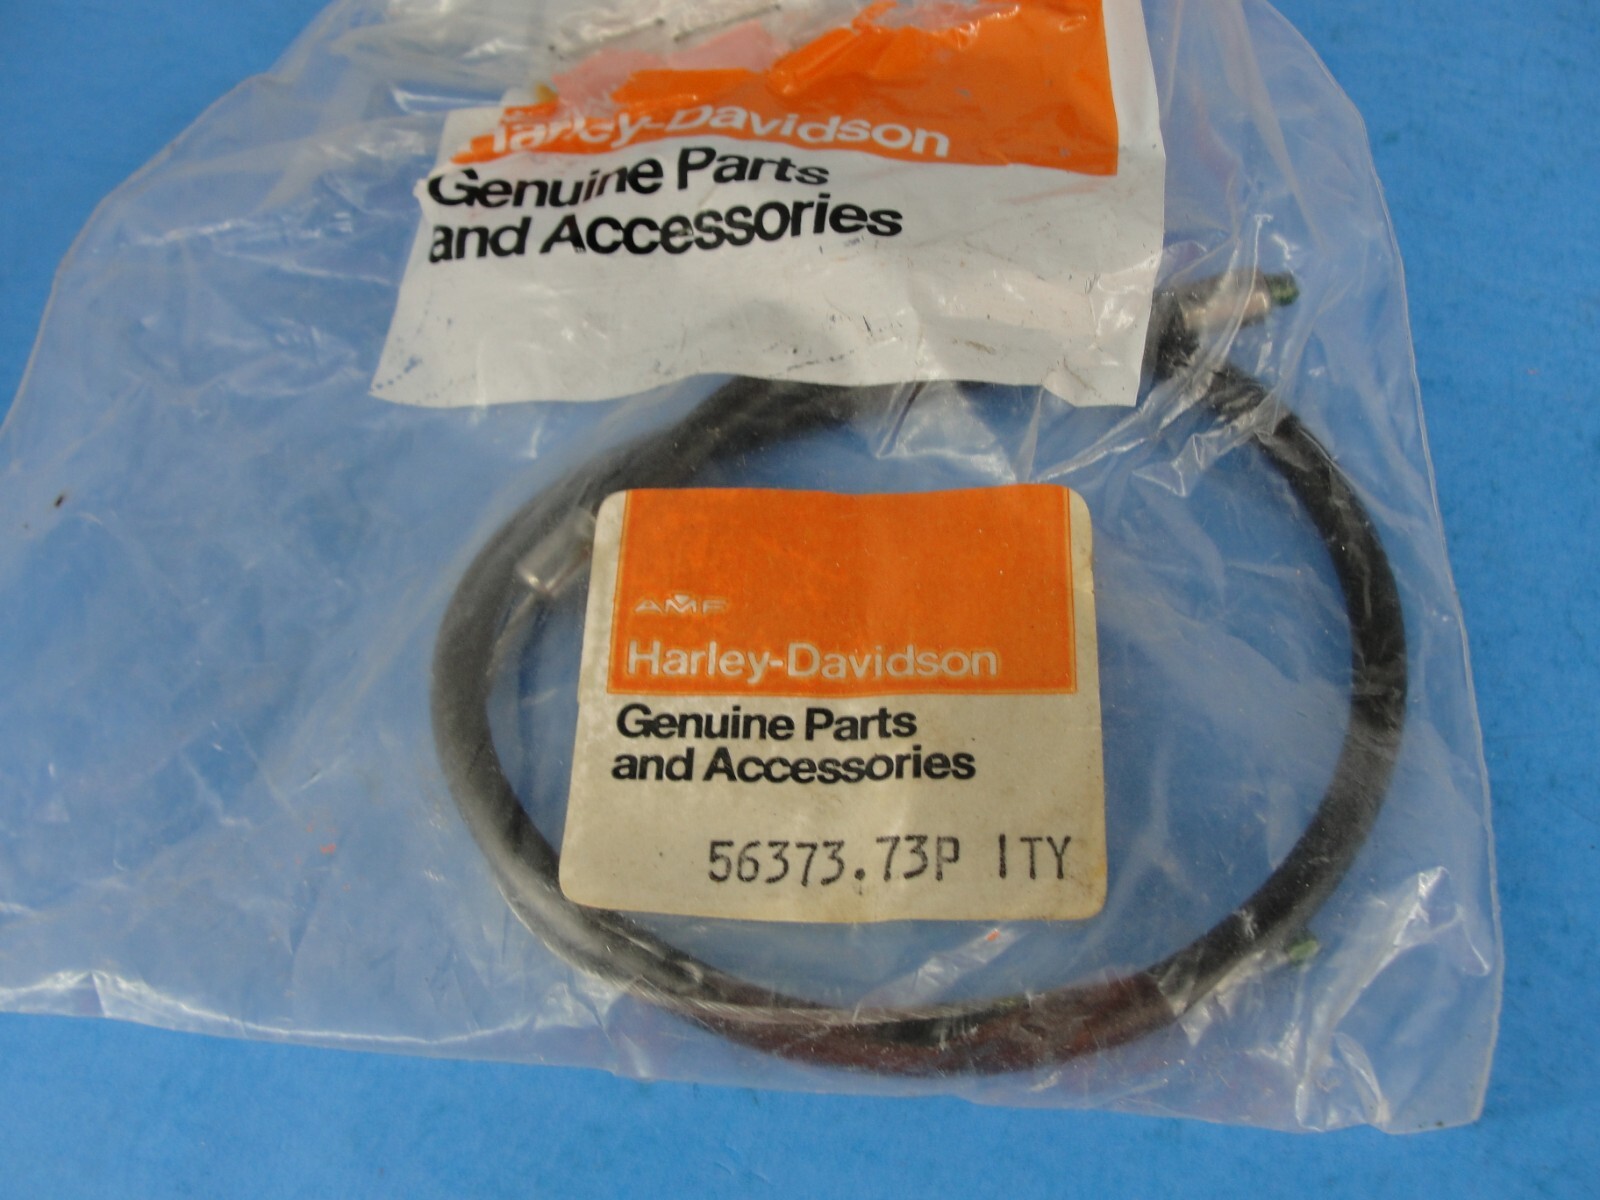 Harley-Davidson
Genuine Parts
and Accessories
AMF
Harley-Davidson
Genuine Parts
and Accessories
56373.73P 1TY